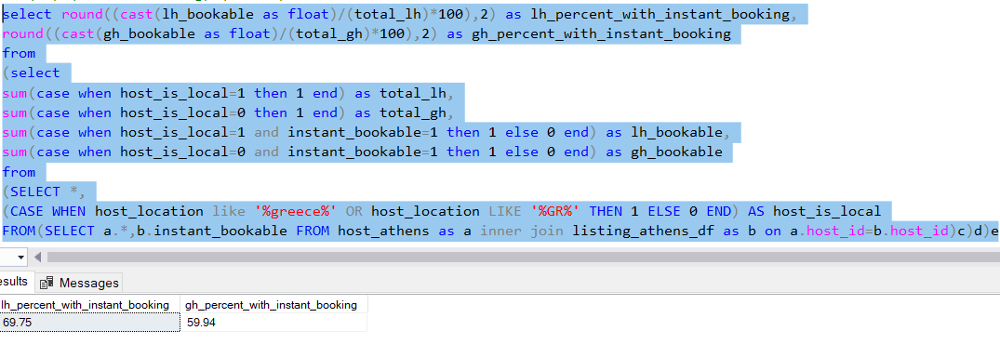 select round((cast(lh_bookable as float)/(total_lh)*100),2) as lh_percent_with_instant_booking,
round((cast(gh_bookable as float)/(total_gh)*100),2) as gh_percent_with_instant_booking
from
(select
sum(case when host_is_local=1 then 1 end) as total_lh,
sum(case when host_is_local=0 then 1 end) as total_gh,
sum(case when host_is_local=1 and instant_bookable=1 then 1 else 0 end) as lh_bookable,
sum(case when host_is_local=0 and instant_bookable=1 then 1 else 0 end) as gh_bookable
from
(SELECT *,
(CASE WHEN host_location like '%greece%' OR host_location LIKE '%GR%' THEN 1 ELSE 0 END) AS host_is_local
FROM(SELECT a.*,b.instant_bookable FROM host_athens as a inner join listing_athens_df as b on a.host_id=b.host_id)c)d)e
esults Messages
lh_percent_with_instant_booking gh_percent_with_instant_booking
69.75 59.94